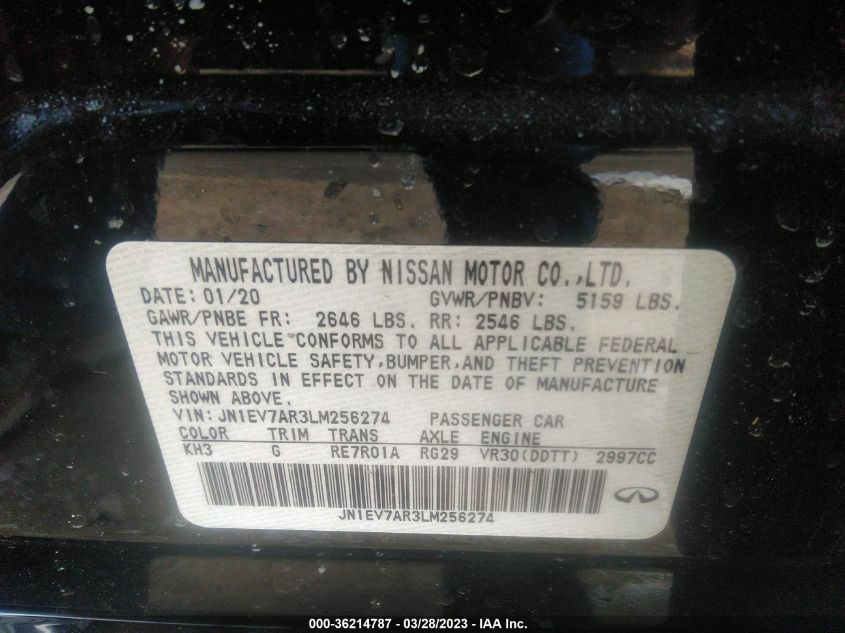 MANUFACTURED BY NISSAN MOTOR CO.,LTD.
DATE: 01/20 GVWR/PNBV: 5159 LBS.
GAWR/PNBE FR: 2646 LBS. RR: 2546 LBS.
THIS VEHICLE CONFORMS TO ALL APPLICABLE FEDERAL
MOTOR VEHICLE SAFETY,BUMPER,AND THEFT PREVENTION
STANDARDS IN EFFECT ON THE DATE OF MANUFACTURE
SHOWN ABOVE.
VIN: JN1EV7AR3LM256274 PASSENGER CAR
COLOR TRIM TRANS AXLE ENGINE
KH3 G RE7R01A RG29 VR30(DDTT) 2997CC
JN1EV7AR3LM256274
000-36214787 - 03/28/2023 - IAA Inc.